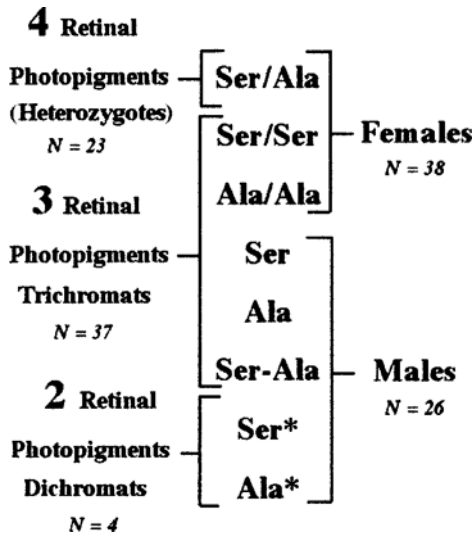 4 Retinal
Photopigments
(Heterozygotes)
N = 23
3 Retinal
Photopigments
Trichromats
N = 37
2 Retinal
Photopigments
Dichromats
N = 4
Ser/Ala
Ser/Ser
Ala/Ala
Ser
Ala
Ser-Ala
Ser*
Ala*
Females
N = 38
Males
N = 26